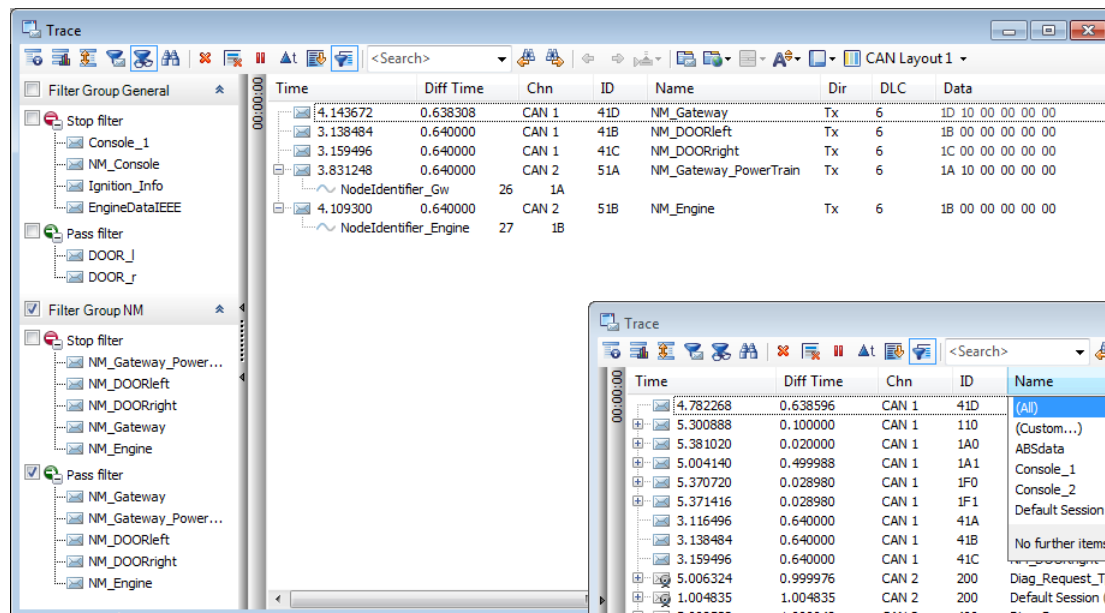 Trace
<Search>
CAN Layout 1
Filter Group General
Stop filter
Console_1
NM_Console
Ignition_Info
EngineDataIEEE
Pass filter
DOOR_l
DOOR_r
Filter Group NM
Stop filter
NM_Gateway_Power...
NM_DOORleft
NM_DOORright
NM_Gateway
NM_Engine
Pass filter
NM_Gateway
NM_Gateway_Power...
NM_DOORleft
NM_DOORright
NM_Engine
00:00:00
Time Diff Time Chn ID Name Dir DLC Data
4.143672 0.638308 CAN 1 41D NM_Gateway Tx 6 1D 10 00 00 00 00
3.138484 0.640000 CAN 1 41B NM_DOORleft Tx 6 1B 00 00 00 00 00
3.159496 0.640000 CAN 1 41C NM_DOORright Tx 6 1C 00 00 00 00 00
3.831248 0.640000 CAN 2 51A NM_Gateway_PowerTrain Tx 6 1A 10 00 00 00 00
NodeIdentifier_Gw 26 1A
4.109300 0.640000 CAN 2 51B NM_Engine Tx 6 1B 00 00 00 00 00
NodeIdentifier_Engine 27 1B
Trace
<Search>
00:00:00
Time Diff Time Chn ID Name
4.782268 0.638596 CAN 1 41D
5.300888 0.100000 CAN 1 110
5.381020 0.020000 CAN 1 1A0
5.004140 0.499988 CAN 1 1A1
5.370720 0.028980 CAN 1 1F0
5.371416 0.028980 CAN 1 1F1
3.116496 0.640000 CAN 1 41A
3.138484 0.640000 CAN 1 41B
3.159496 0.640000 CAN 1 41C
5.006324 0.999976 CAN 2 200 Diag_Request_T
1.004835 1.004835 CAN 2 200 Default Session (
(All)
(Custom...)
ABSdata
Console_1
Console_2
Default Session
No further items